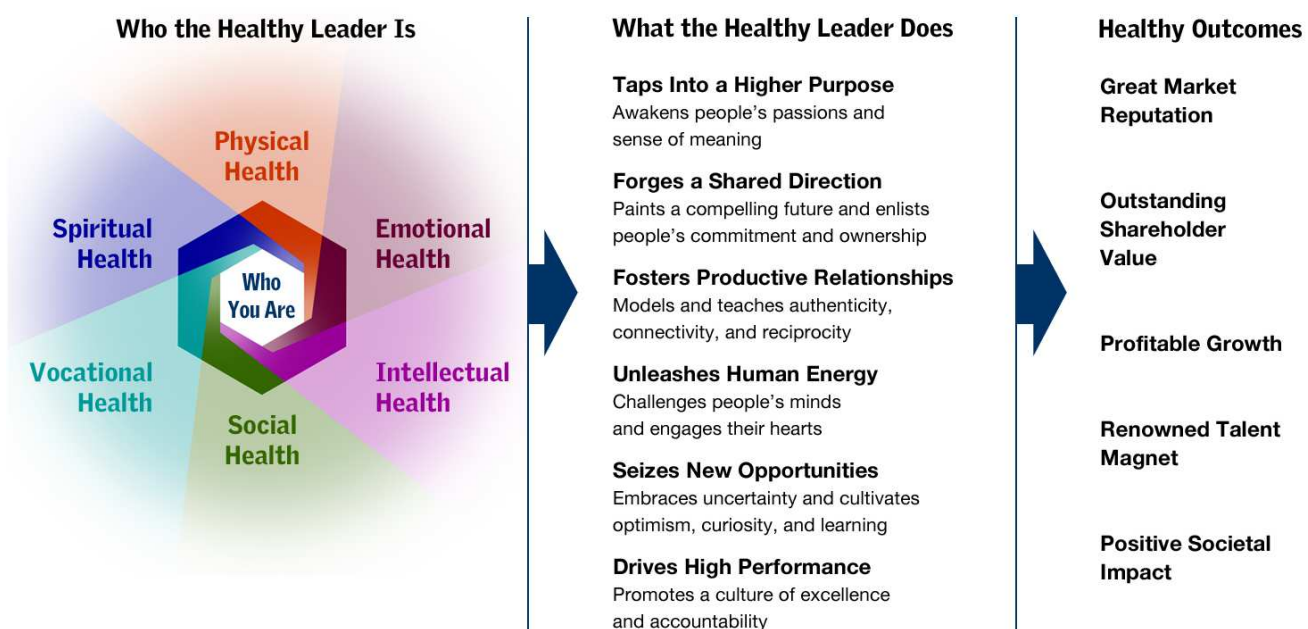 Who the Healthy Leader Is
Physical
Health
Spiritual
Health
Emotional
Health
Who
You Are
Vocational
Health
Intellectual
Health
Social
Health
What the Healthy Leader Does
Taps Into a Higher Purpose
Awakens people’s passions and
sense of meaning
Forges a Shared Direction
Paints a compelling future and enlists
people’s commitment and ownership
Fosters Productive Relationships
Models and teaches authenticity,
connectivity, and reciprocity
Unleashes Human Energy
Challenges people’s minds
and engages their hearts
Seizes New Opportunities
Embraces uncertainty and cultivates
optimism, curiosity, and learning
Drives High Performance
Promotes a culture of excellence
and accountability
Healthy Outcomes
Great Market
Reputation
Outstanding
Shareholder
Value
Profitable Growth
Renowned Talent
Magnet
Positive Societal
Impact